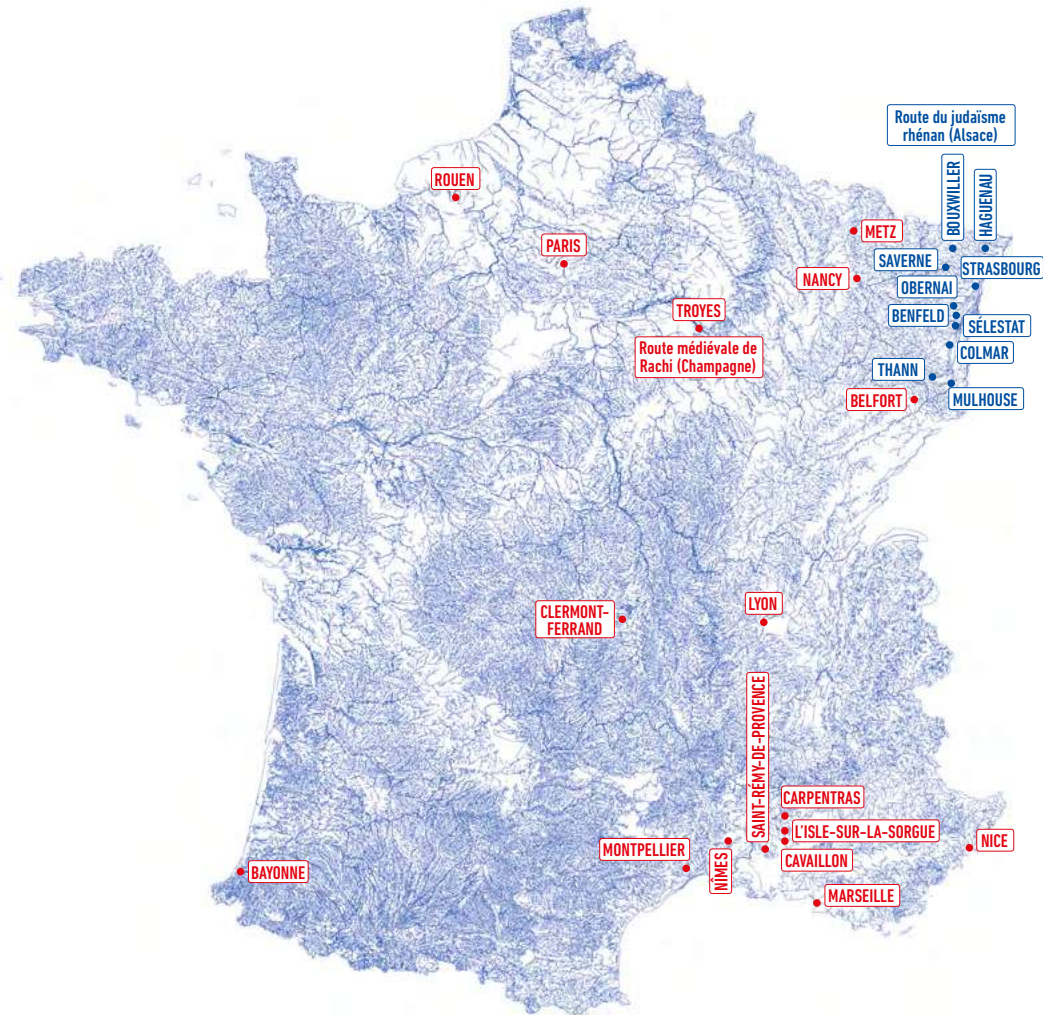 Route du judaïsme
rhénan (Alsace)
BOUXWILLER
HAGUENAU
ROUEN
METZ
PARIS
SAVERNE
STRASBOURG
NANCY
OBERNAI
TROYES
BENFELD
SÉLESTAT
Route médiévale de
Rachi (Champagne)
COLMAR
THANN
BELFORT
MULHOUSE
CLERMONT-
FERRAND
LYON
SAINT-RÉMY-DE-PROVENCE
CARPENTRAS
L'ISLE-SUR-LA-SORGUE
NICE
MONTPELLIER
NÎMES
CAVAILLON
BAYONNE
MARSEILLE